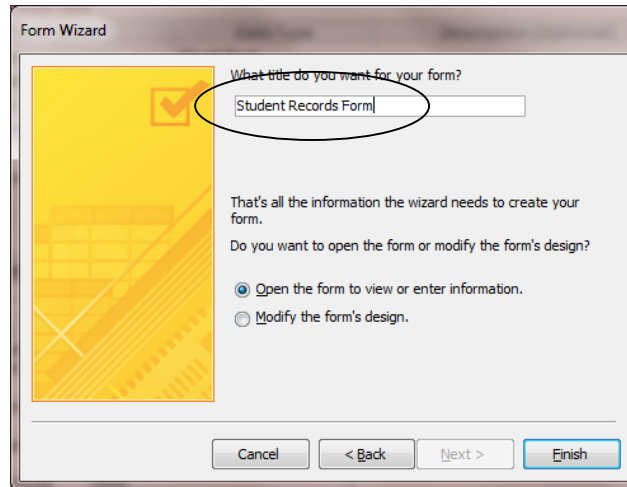 Form Wizard
What title do you want for your form?
Student Records Form
That's all the information the wizard needs to create your
form.
Do you want to open the form or modify the form's design?
Open the form to view or enter information.
Modify the form's design.
Cancel
< Back
Next >
Finish